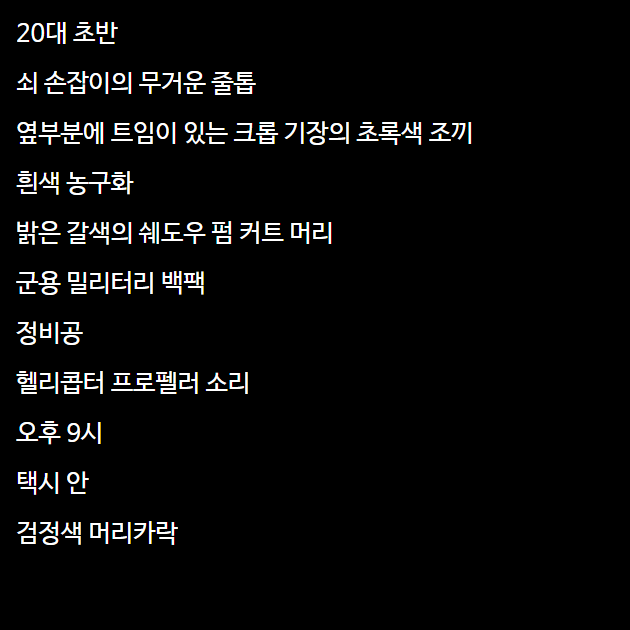 20대 초반
쇠 손잡이의 무거운 줄톱
옆부분에 트임이 있는 크롭 기장의 초록색 조끼
흰색 농구화
밝은 갈색의 쉐도우 펌 커트 머리
군용 밀리터리 백팩
정비공
헬리콥터 프로펠러 소리
오후 9시
택시 안
검정색 머리카락